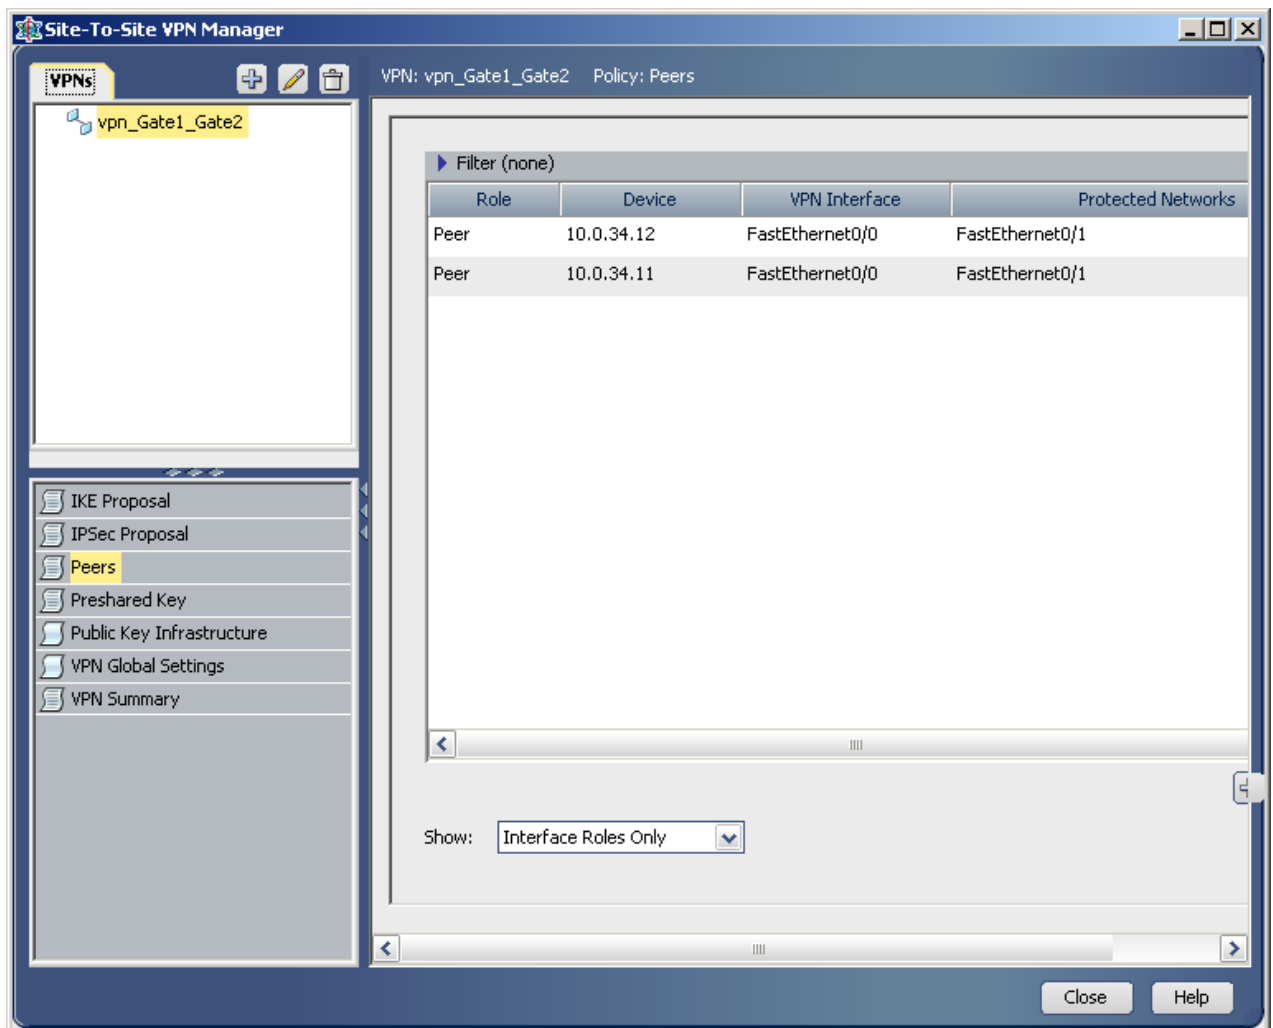 Site-To-Site VPN Manager
VPNs
vpn_Gate1_Gate2
IKE Proposal
IPSec Proposal
Peers
Preshared Key
Public Key Infrastructure
VPN Global Settings
VPN Summary
VPN: vpn_Gate1_Gate2 Policy: Peers
Filter (none)
Role Device VPN Interface Protected Networks
Peer 10.0.34.12 FastEthernet0/0 FastEthernet0/1
Peer 10.0.34.11 FastEthernet0/0 FastEthernet0/1
Show: Interface Roles Only
Close Help